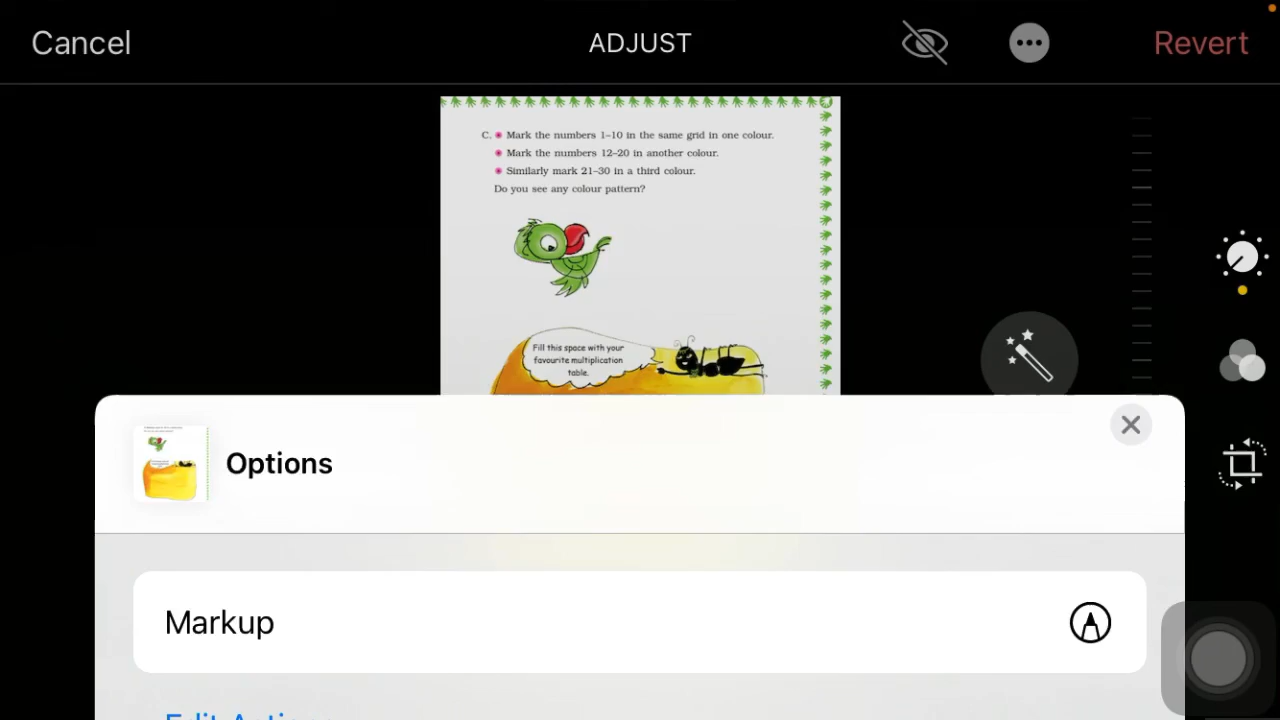 Cancel
ADJUST
Revert
C. Mark the numbers 1–10 in the same grid in one colour.
Mark the numbers 12–20 in another colour.
Similarly mark 21–30 in a third colour.
Do you see any colour pattern?
Fill this space with your
favourite multiplication
table.
Options
Markup
Edit Actions